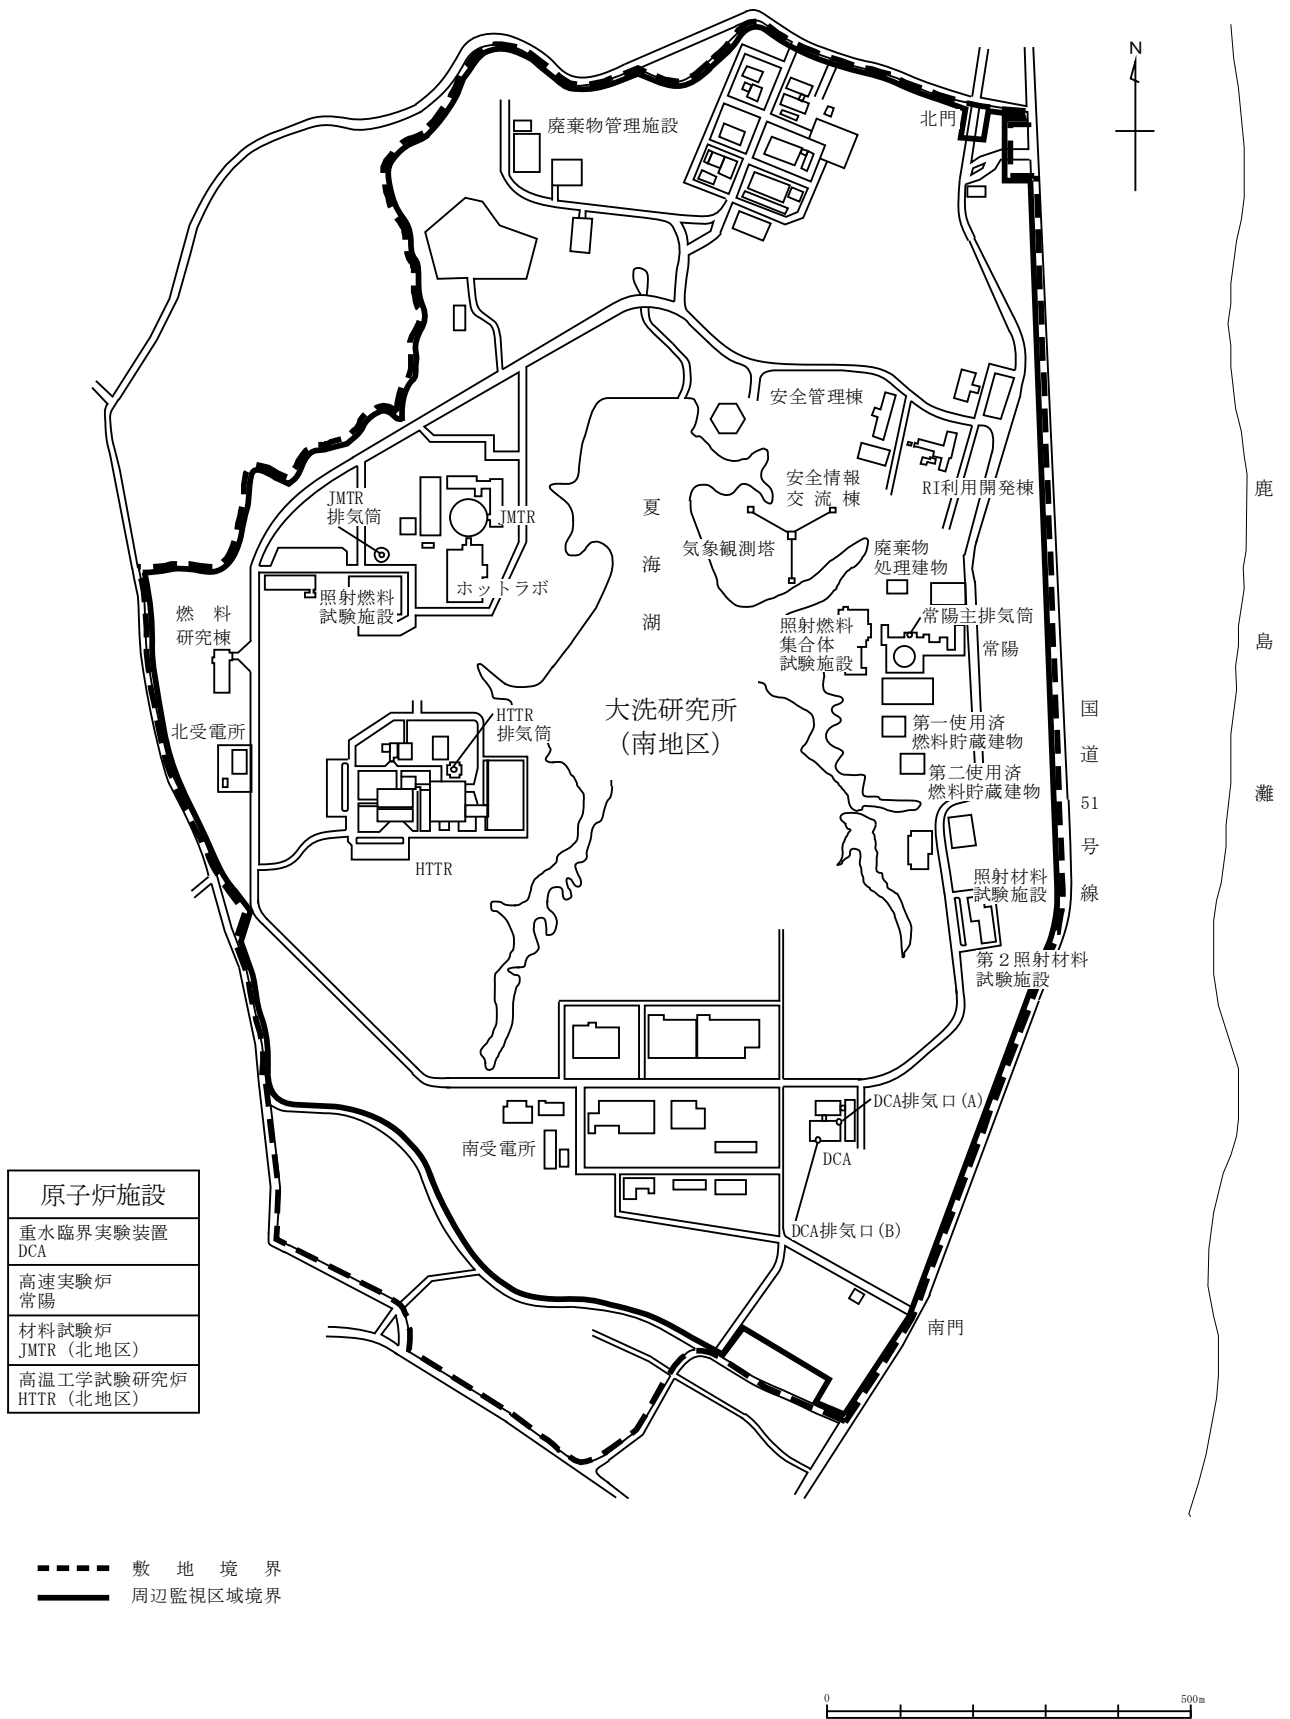 N
北門
廃棄物管理施設
安全管理棟
安全情報
交流棟
RI利用開発棟
鹿島灘
JMTR
排気筒
JMTR
夏海湖
気象観測塔
廃棄物
処理建物
ホットラボ
照射燃料
試験施設
燃料
研究棟
常陽主排気筒
照射燃料
集合体
試験施設
常陽
北受電所
HTTR
排気筒
大洗研究所
(南地区)
国道51号線
第一使用済
燃料貯蔵建物
第二使用済
燃料貯蔵建物
HTTR
照射材料
試験施設
第2照射材料
試験施設
DCA排気口(A)
南受電所
DCA
DCA排気口(B)
南門
原子炉施設
重水臨界実験装置
DCA
高速実験炉
常陽
材料試験炉
JMTR (北地区)
高温工学試験研究炉
HTTR (北地区)
敷地境界
周辺監視区域境界
0 500m